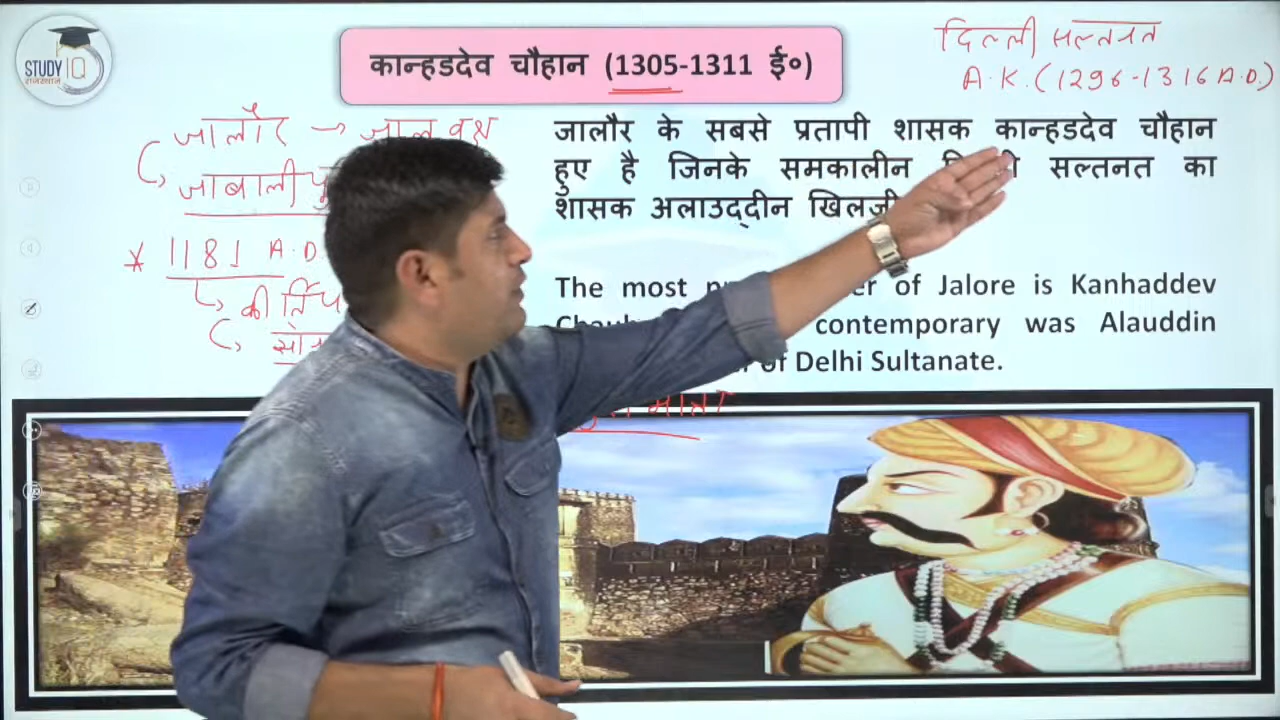 STUDY IQ
राजस्थान
कान्हडदेव चौहान (1305-1311 ई०)
दिल्ली सल्तनत
A.K. (1296-1316 A.D.)
जालौर → जाल वृक्ष
जाबाली
* 1181 A.D.
जालौर के सबसे प्रतापी शासक कान्हडदेव चौहान
हुए है जिनके समकालीन सल्तनत का
शासक अलाउद्दीन खिलजी
The most of Jalore is Kanhaddev
contemporary was Alauddin
of Delhi Sultanate.